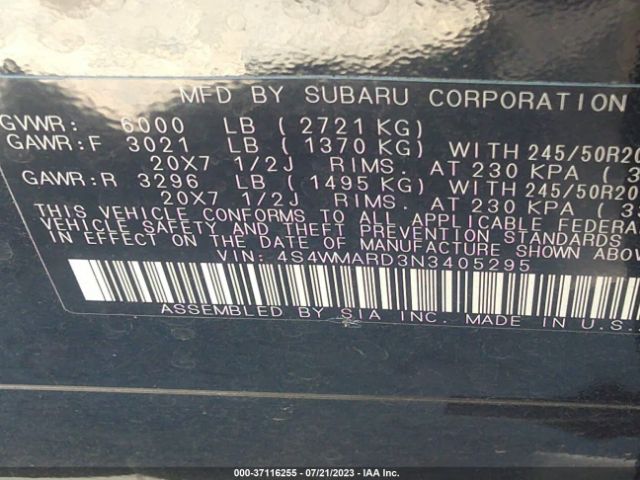 MFD BY SUBARU CORPORATION
GVWR: 6000 LB ( 2721 KG)
GAWR:F 3021 LB ( 1370 KG) WITH 245/50R20
20X7 1/2J RIMS. AT 230 KPA ( 3
GAWR:R 3296 LB ( 1495 KG) WITH 245/50R20
20X7 1/2J RIMS. AT 230 KPA ( 3
THIS VEHICLE CONFORMS TO ALL APPLICABLE FEDERAL
VEHICLE SAFETY AND THEFT PREVENTION STANDARDS
IN EFFECT ON THE DATE OF MANUFACTURE SHOWN ABOV
VIN: 4S4WMARD3N3405295
ASSEMBLED BY SIA INC. MADE IN U.S.
000-37116255 - 07/21/2023 - IAA Inc.